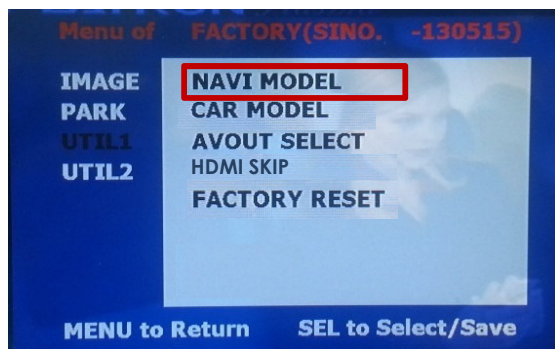 Menu of FACTORY(SINO. -130515)
IMAGE
PARK
UTIL1
UTIL2
NAVI MODEL
CAR MODEL
AVOUT SELECT
HDMI SKIP
FACTORY RESET
MENU to Return SEL to Select/Save